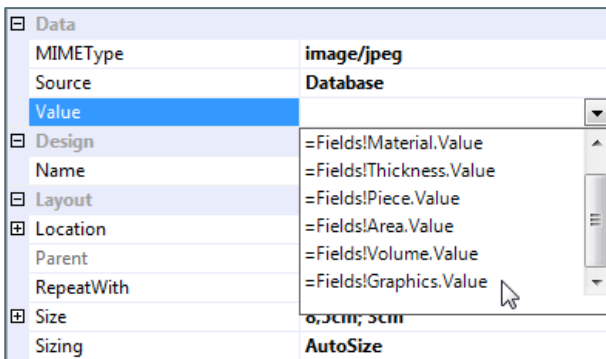 Data
MIMEType image/jpeg
Source Database
Value
Design =Fields!Material.Value
Name =Fields!Thickness.Value
Layout =Fields!Piece.Value
Location =Fields!Area.Value
Parent =Fields!Volume.Value
RepeatWith =Fields!Graphics.Value
Size 8,5cm; 3cm
Sizing AutoSize